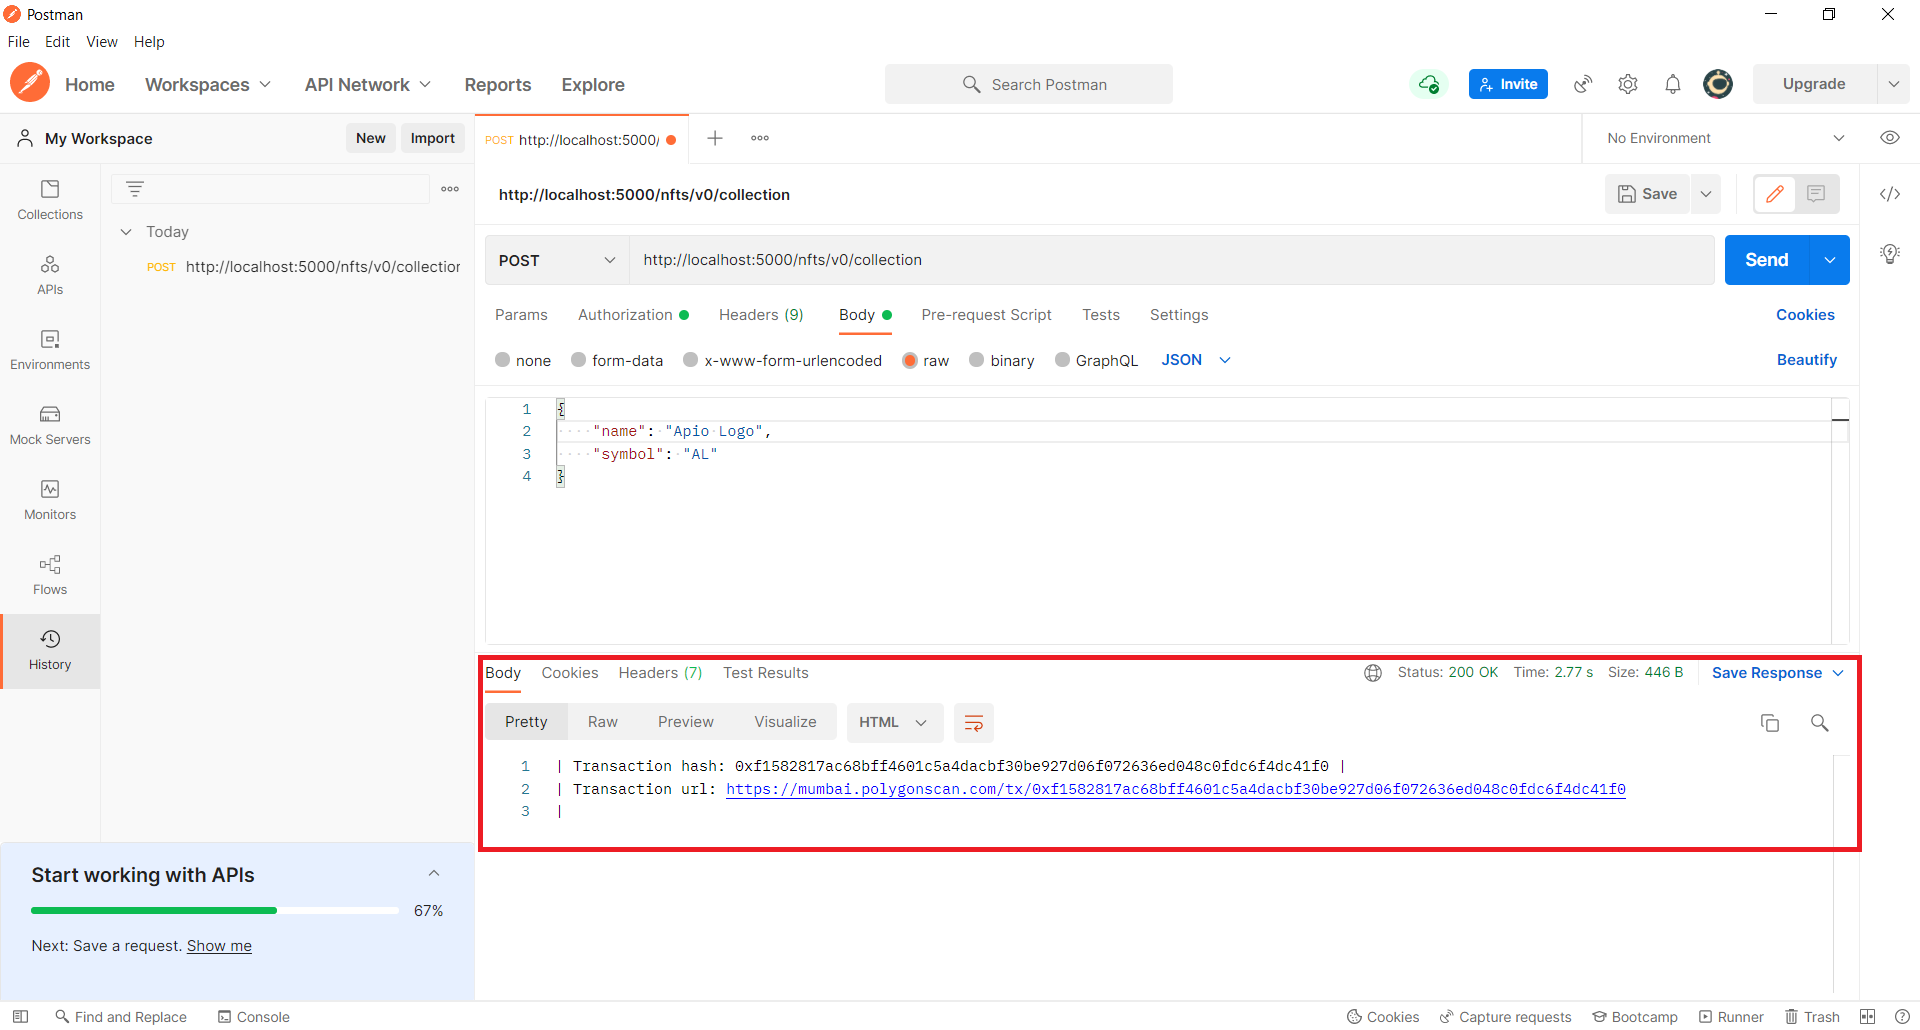 Postman
File Edit View Help
Home Workspaces API Network Reports Explore Search Postman Invite Upgrade
My Workspace New Import POST http://localhost:5000/ No Environment
http://localhost:5000/nfts/v0/collection Save
Collections
Today
POST http://localhost:5000/nfts/v0/collection
APIs
Environments
Mock Servers
Monitors
Flows
History
POST http://localhost:5000/nfts/v0/collection Send
Params Authorization Headers (9) Body Pre-request Script Tests Settings Cookies
none form-data x-www-form-urlencoded raw binary GraphQL JSON Beautify
1 {
2 "name": "Apio Logo",
3 "symbol": "AL"
4 }
Body Cookies Headers (7) Test Results Status: 200 OK Time: 2.77 s Size: 446 B Save Response
Pretty Raw Preview Visualize HTML
1 | Transaction hash: 0xf1582817ac68bff4601c5a4dacbf30be927d06f072636ed048c0fdc6f4dc41f0 |
2 | Transaction url: https://mumbai.polygonscan.com/tx/0xf1582817ac68bff4601c5a4dacbf30be927d06f072636ed048c0fdc6f4dc41f0
3 |
Start working with APIs
67%
Next: Save a request. Show me
Find and Replace Console Cookies Capture requests Bootcamp Runner Trash